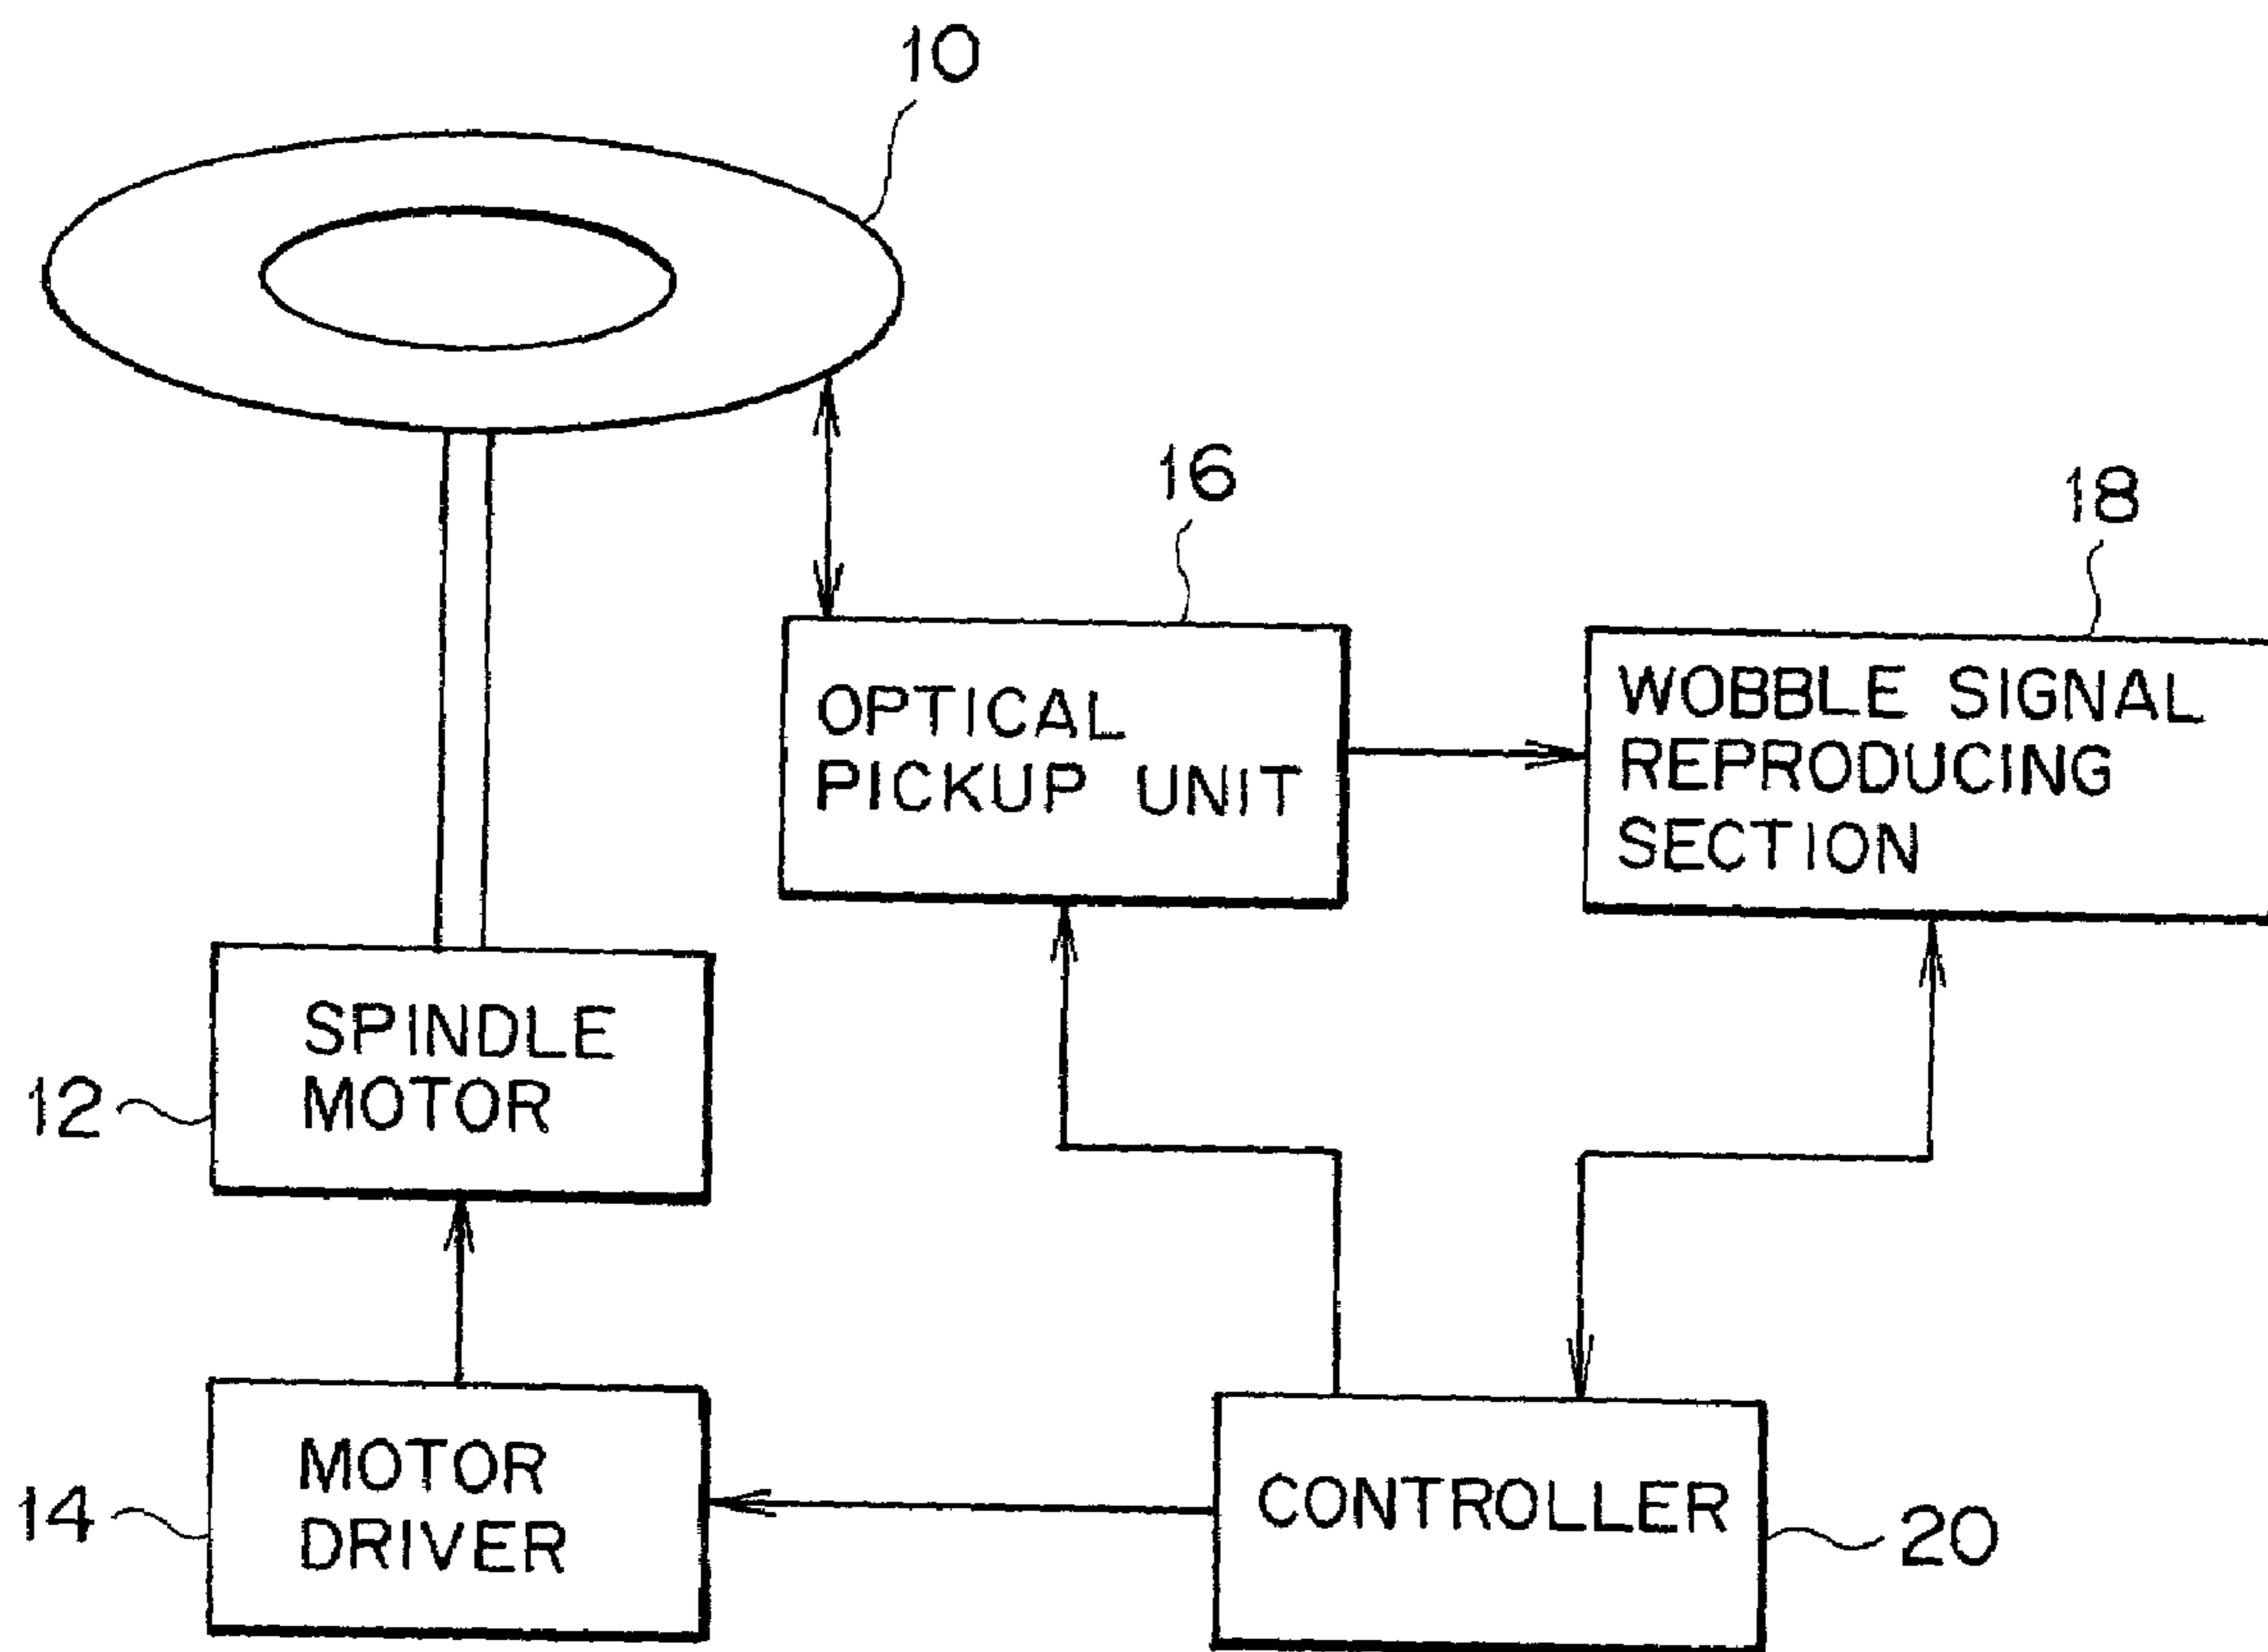 10
16
18
OPTICAL
PICKUP UNIT
WOBBLE SIGNAL
REPRODUCING
SECTION
SPINDLE
MOTOR
12
MOTOR
DRIVER
14
CONTROLLER
20